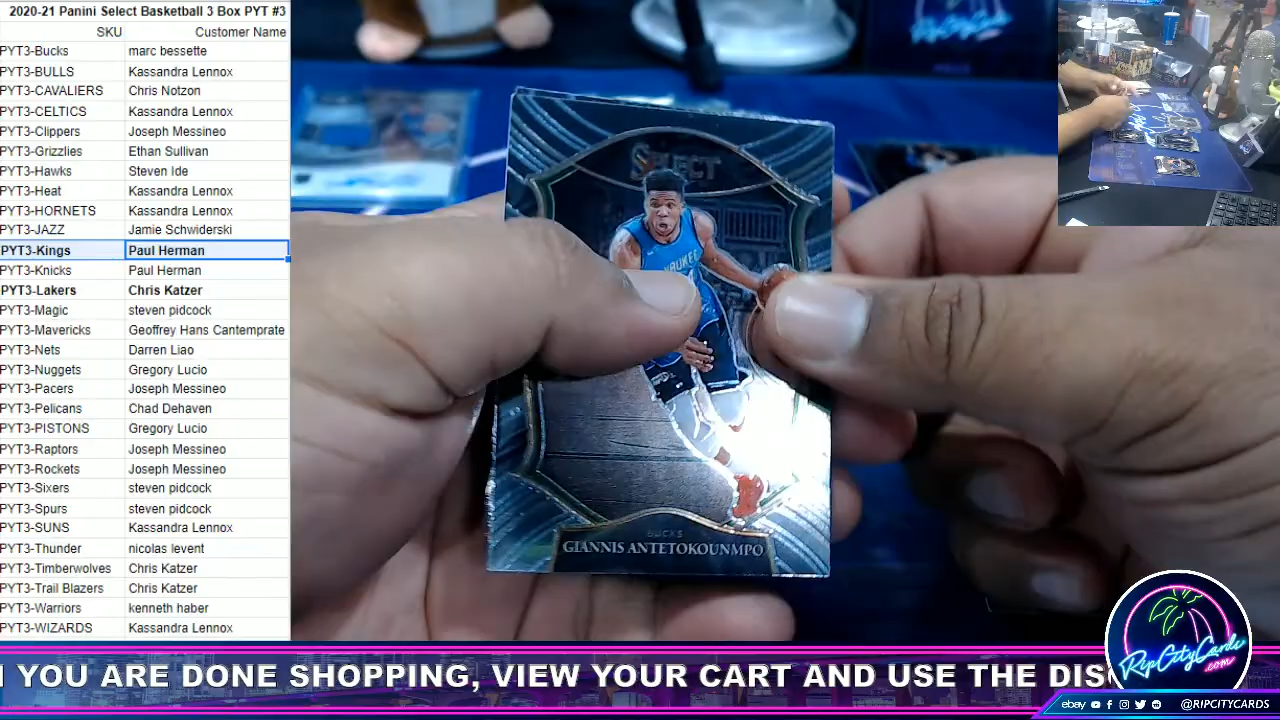 2020-21 Panini Select Basketball 3 Box PYT #3
SKU Customer Name
PYT3-Bucks marc bessette
PYT3-BULLS Kassandra Lennox
PYT3-CAVALIERS Chris Notzon
PYT3-CELTICS Kassandra Lennox
PYT3-Clippers Joseph Messineo
PYT3-Grizzlies Ethan Sullivan
PYT3-Hawks Steven Ide
PYT3-Heat Kassandra Lennox
PYT3-HORNETS Kassandra Lennox
PYT3-JAZZ Jamie Schwiderski
PYT3-Kings Paul Herman
PYT3-Knicks Paul Herman
PYT3-Lakers Chris Katzer
PYT3-Magic steven pidcock
PYT3-Mavericks Geoffrey Hans Cantemprate
PYT3-Nets Darren Liao
PYT3-Nuggets Gregory Lucio
PYT3-Pacers Joseph Messineo
PYT3-Pelicans Chad Dehaven
PYT3-PISTONS Gregory Lucio
PYT3-Raptors Joseph Messineo
PYT3-Rockets Joseph Messineo
PYT3-Sixers steven pidcock
PYT3-Spurs steven pidcock
PYT3-SUNS Kassandra Lennox
PYT3-Thunder nicolas levent
PYT3-Timberwolves Chris Katzer
PYT3-Trail Blazers Chris Katzer
PYT3-Warriors kenneth haber
PYT3-WIZARDS Kassandra Lennox
SELECT
BUCKS
GIANNIS ANTETOKOUNMPO
YOU ARE DONE SHOPPING, VIEW YOUR CART AND USE THE
RipCityCards
.com
ebay @RIPCITYCARDS